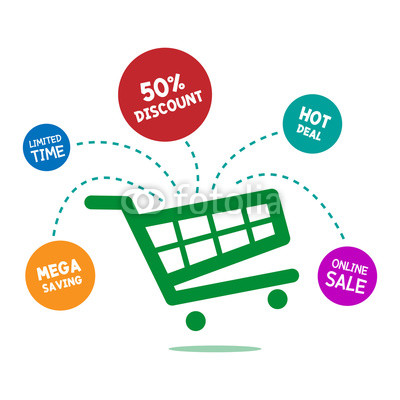 50%
DISCOUNT
HOT
DEAL
LIMITED
TIME
MEGA
SAVING
ONLINE
SALE
fotolia